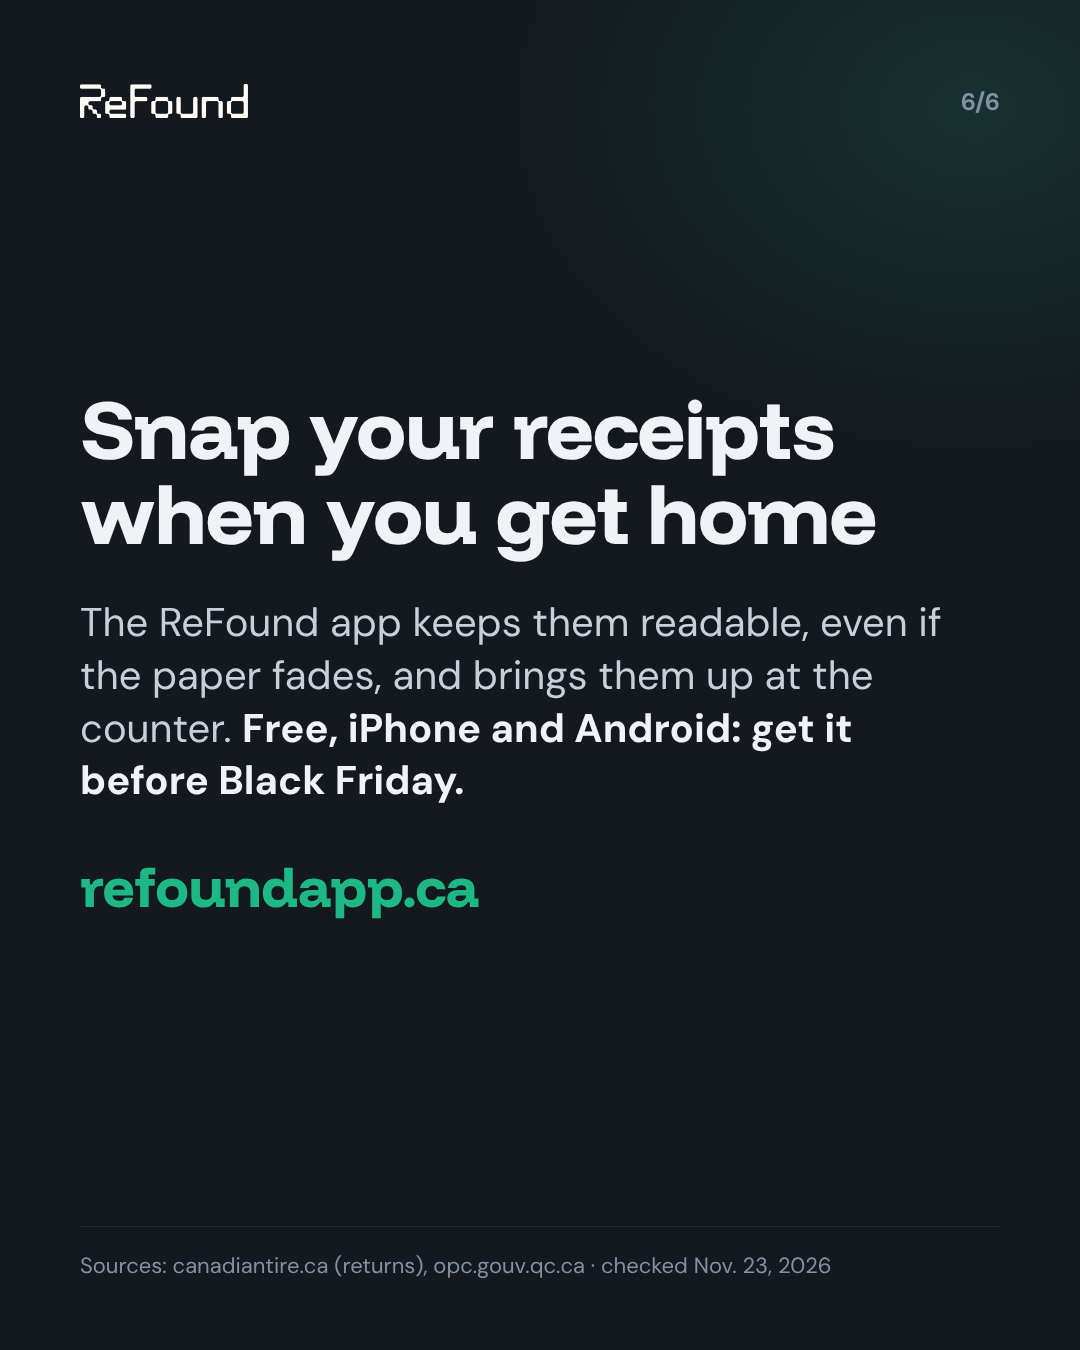 ReFound
6/6
Snap your receipts
when you get home
The ReFound app keeps them readable, even if
the paper fades, and brings them up at the
counter. Free, iPhone and Android: get it
before Black Friday.
refoundapp.ca
Sources: canadiantire.ca (returns), opc.gouv.qc.ca · checked Nov. 23, 2026